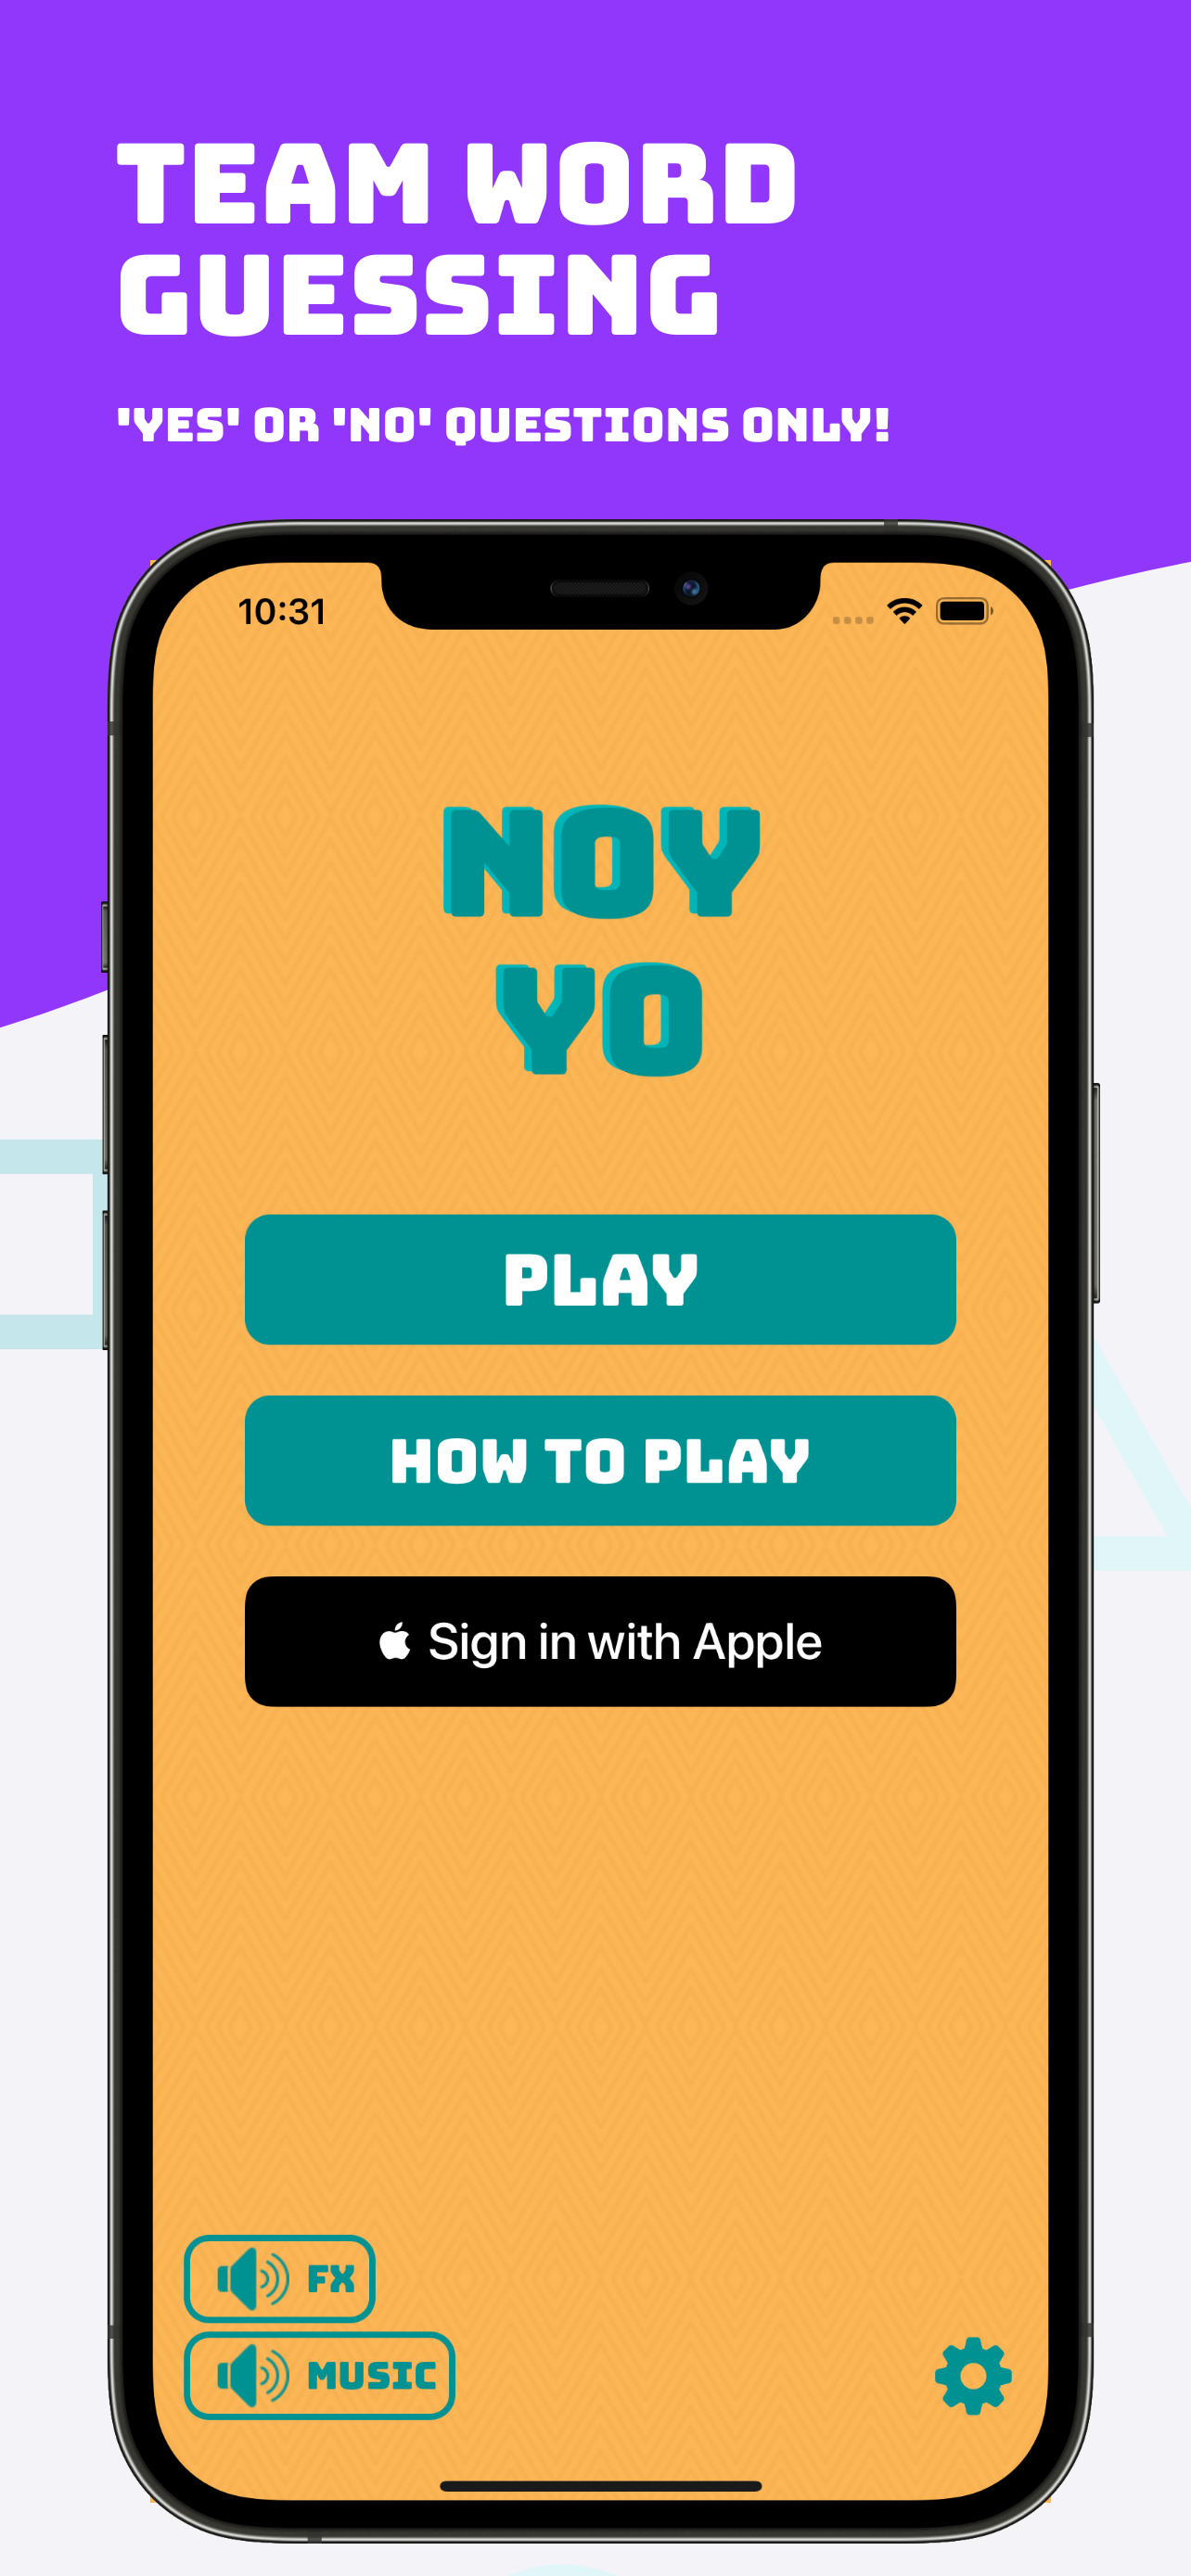 TEAM WORD
GUESSING
'YES' OR 'NO' QUESTIONS ONLY!
10:31
NOY
YO
PLAY
HOW TO PLAY
Sign in with Apple
FX
MUSIC